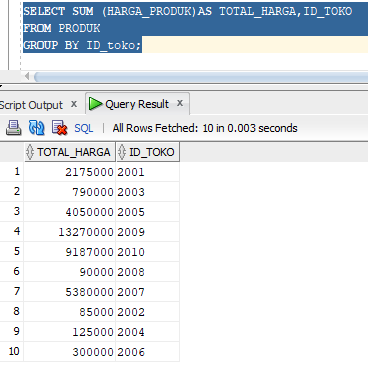 SELECT SUM (HARGA_PRODUK)AS TOTAL_HARGA,ID_TOKO
FROM PRODUK
GROUP BY ID_toko;
Script Output x Query Result x
SQL | All Rows Fetched: 10 in 0.003 seconds
TOTAL_HARGA ID_TOKO
1 2175000 2001
2 790000 2003
3 4050000 2005
4 13270000 2009
5 9187000 2010
6 90000 2008
7 5380000 2007
8 85000 2002
9 125000 2004
10 300000 2006